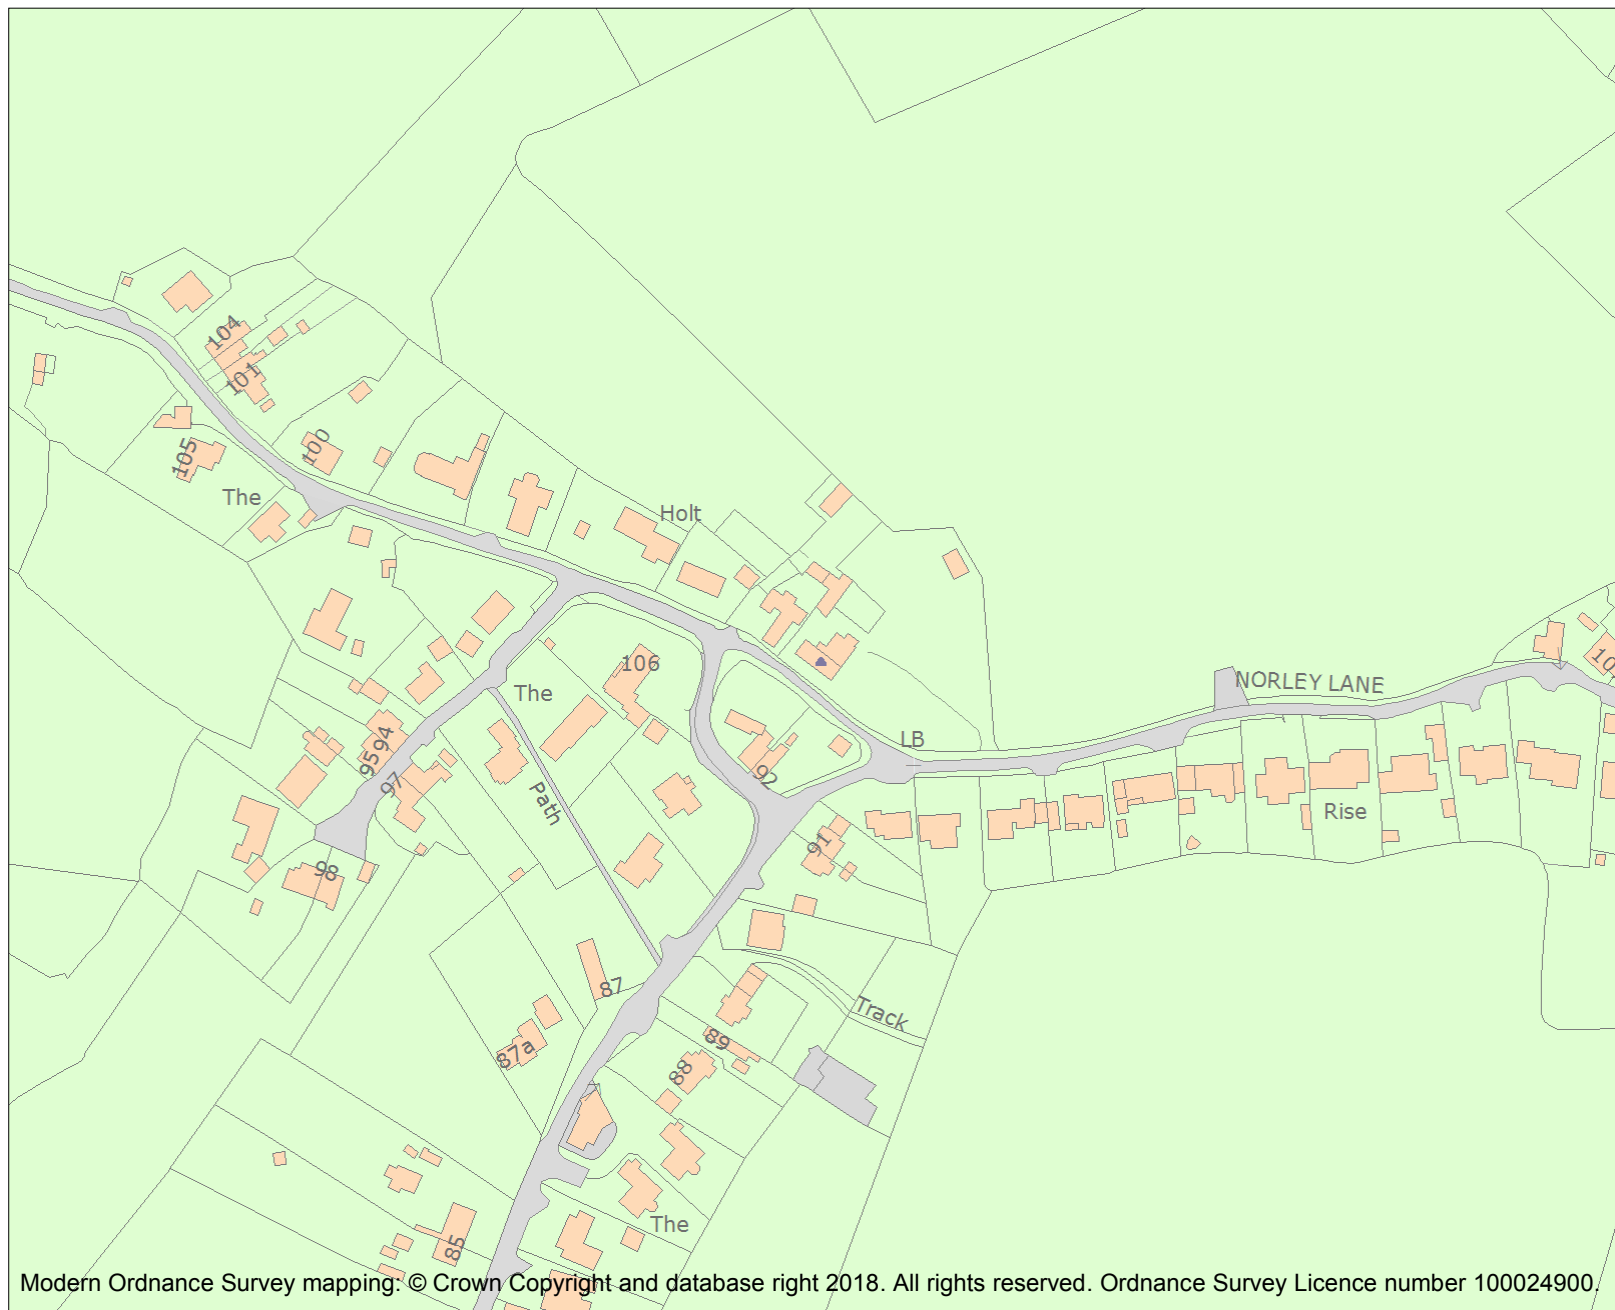 104
101
100
105
The
Holt
106
The
NORLEY LANE
94
95
97
LB
92
Path
Rise
91
98
87
Track
89
87a
88
The
85
Modern Ordnance Survey mapping: © Crown Copyright and database right 2018. All rights reserved. Ordnance Survey Licence number 100024900.